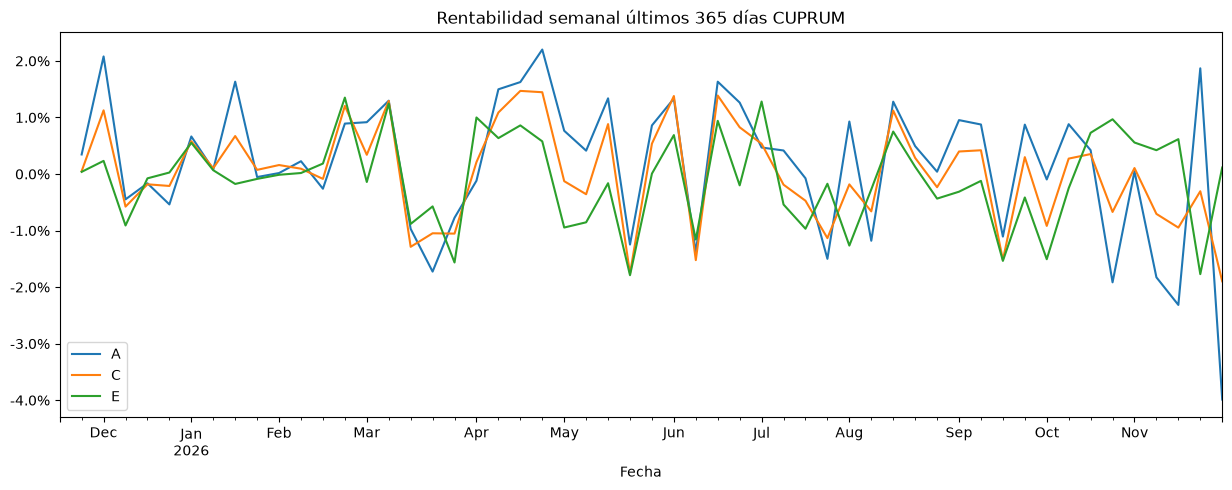 Rentabilidad semanal últimos 365 días CUPRUM
2.0%
1.0%
0.0%
-1.0%
-2.0%
-3.0%
-4.0%
A
C
E
Dec Jan Feb Mar Apr May Jun Jul Aug Sep Oct Nov
2026
Fecha